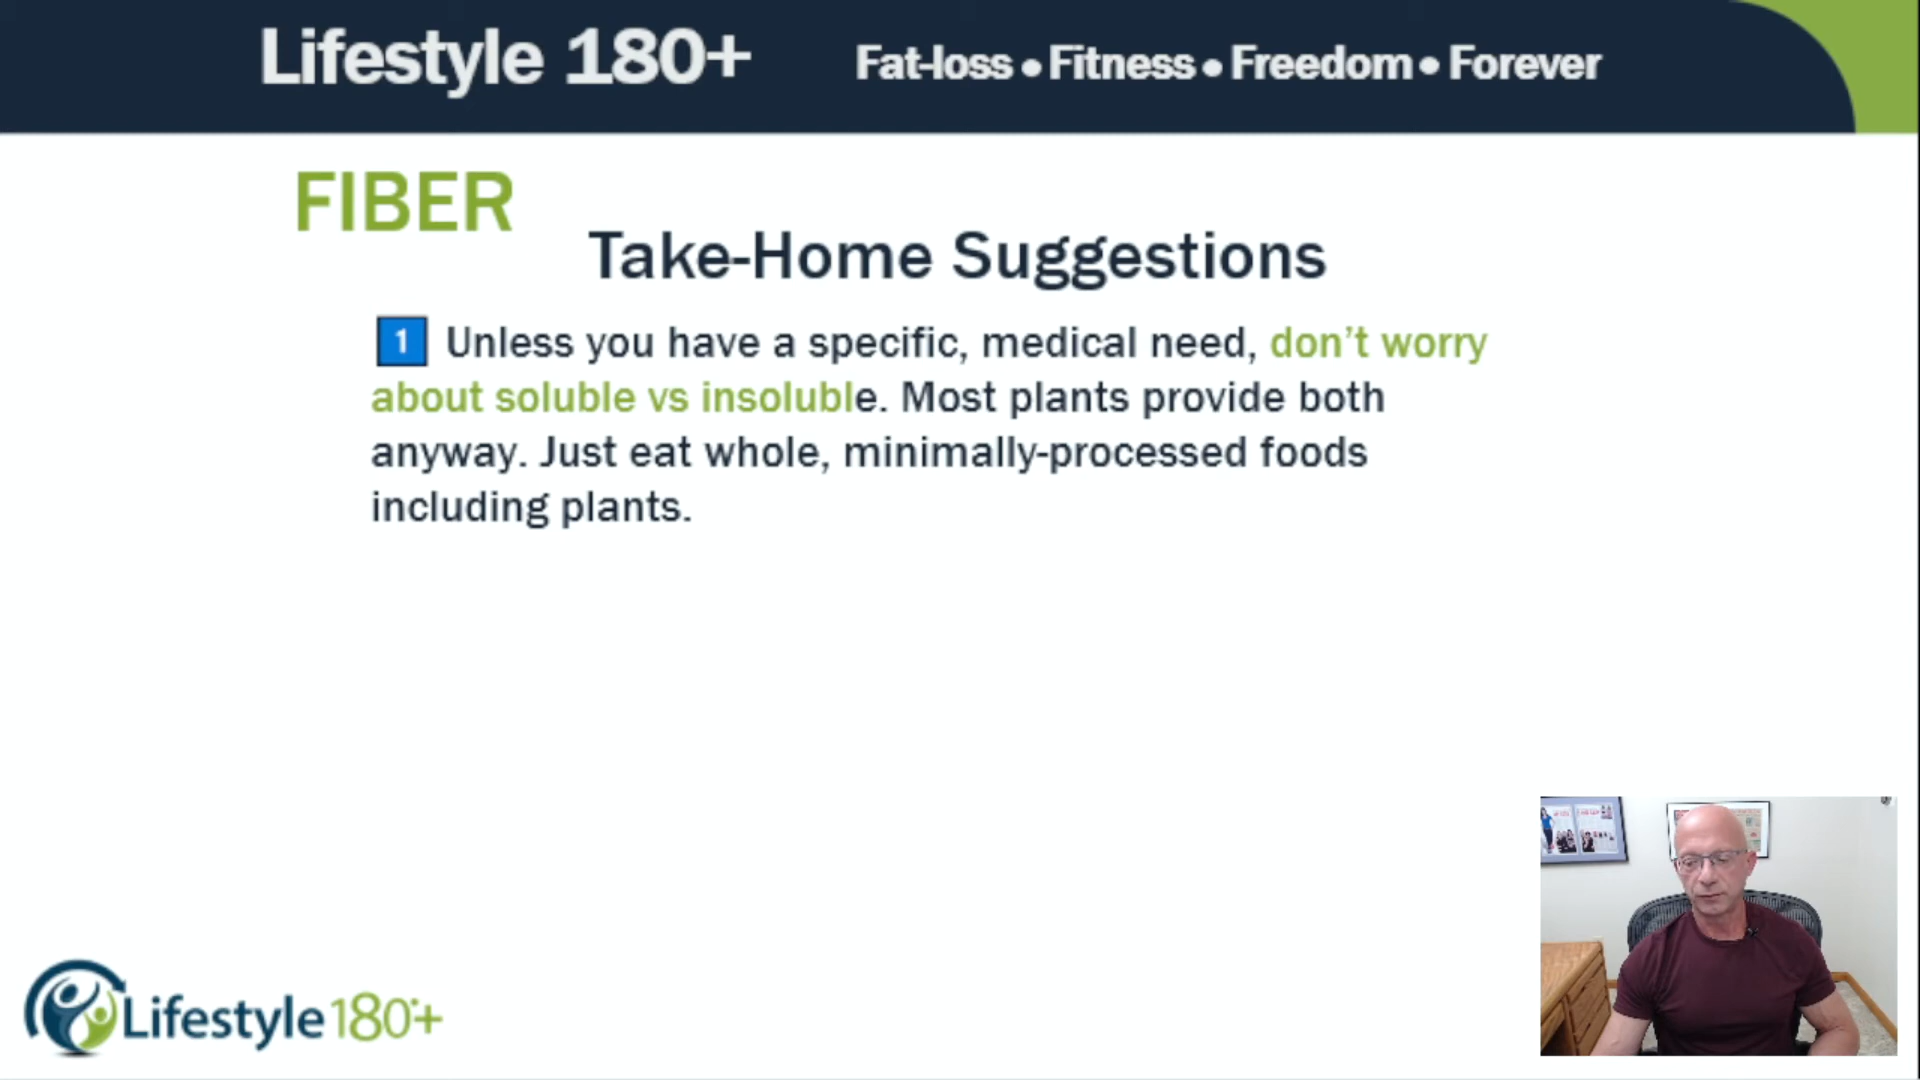 Lifestyle 180+ Fat-loss • Fitness • Freedom • Forever
FIBER
Take-Home Suggestions
1 Unless you have a specific, medical need, don't worry
about soluble vs insoluble. Most plants provide both
anyway. Just eat whole, minimally-processed foods
including plants.
Lifestyle180+